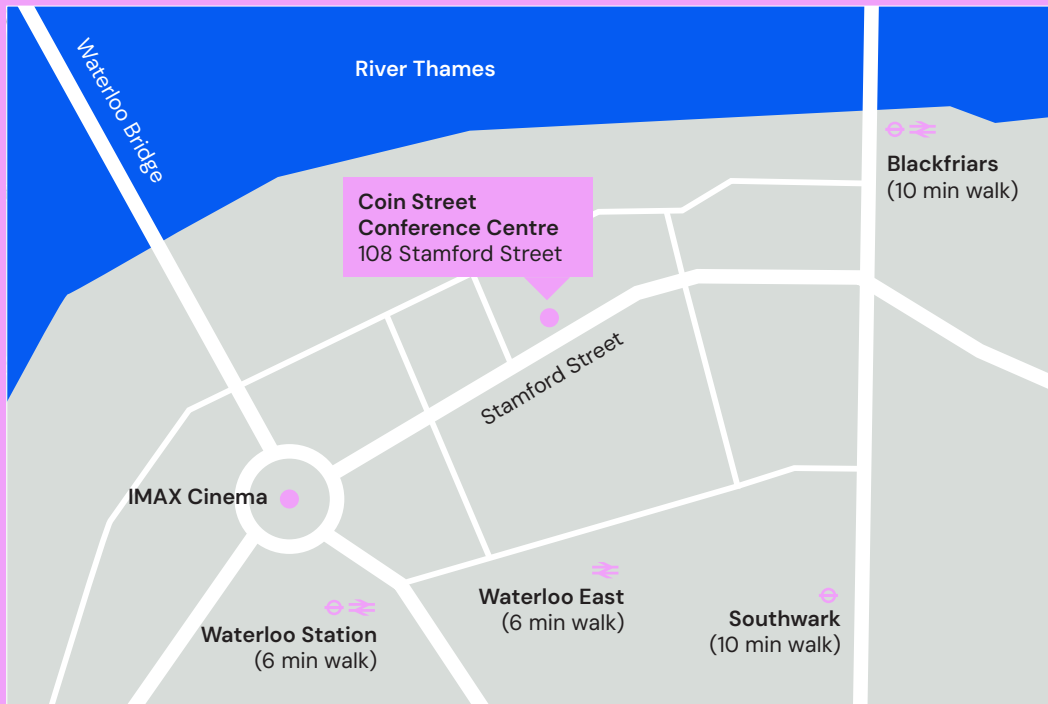 River Thames
Waterloo Bridge
Blackfriars
(10 min walk)
Coin Street
Conference Centre
108 Stamford Street
Stamford Street
IMAX Cinema
Waterloo East
(6 min walk)
Southwark
(10 min walk)
Waterloo Station
(6 min walk)